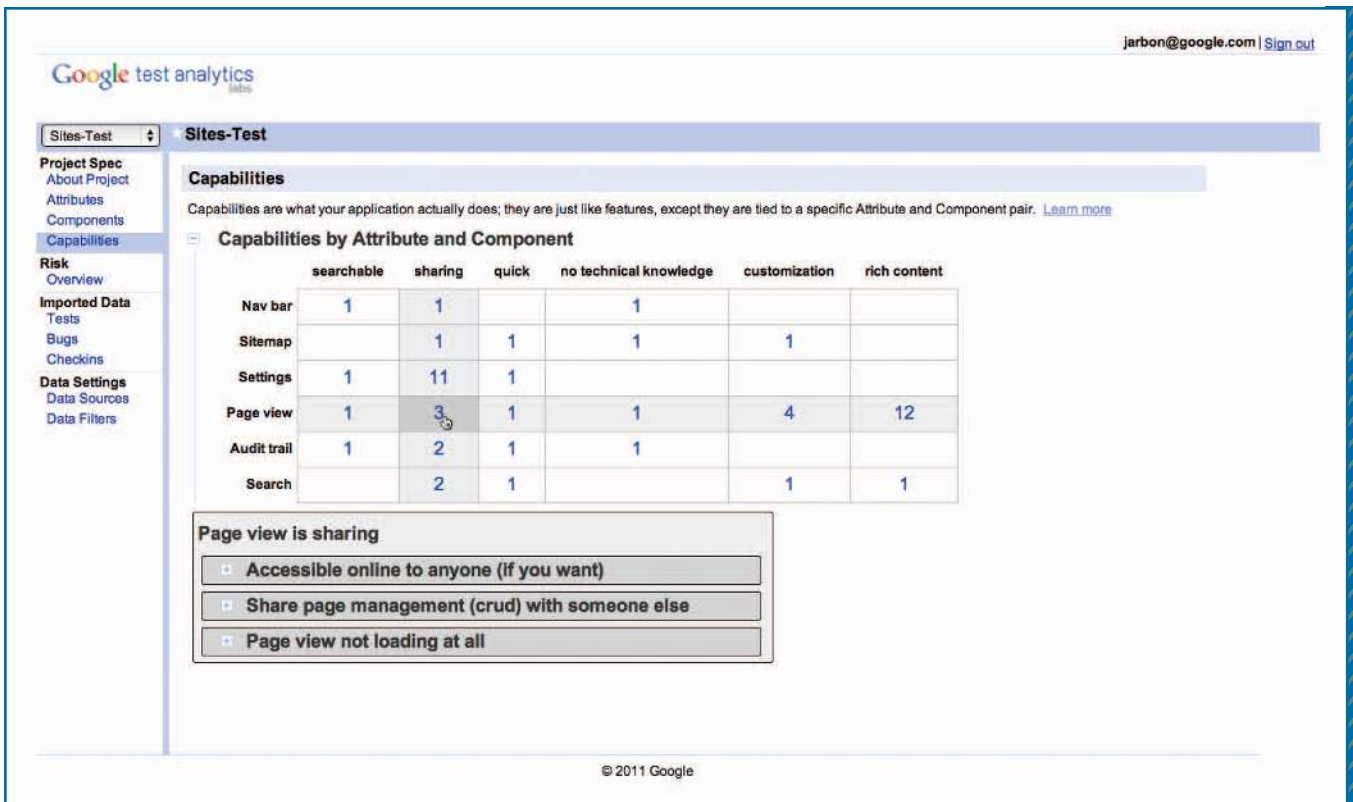 jarbon@google.com | Sign out
Google test analytics
labs
Sites-Test Sites-Test
Project Spec
About Project
Attributes
Components
Capabilities
Risk
Overview
Imported Data
Tests
Bugs
Checkins
Data Settings
Data Sources
Data Filters
Capabilities
Capabilities are what your application actually does; they are just like features, except they are tied to a specific Attribute and Component pair. Learn more
Capabilities by Attribute and Component
searchable sharing quick no technical knowledge customization rich content
Nav bar 1 1 1
Sitemap 1 1 1 1
Settings 1 11 1
Page view 1 3 1 1 4 12
Audit trail 1 2 1 1
Search 2 1 1 1
Page view is sharing
Accessible online to anyone (if you want)
Share page management (crud) with someone else
Page view not loading at all
© 2011 Google